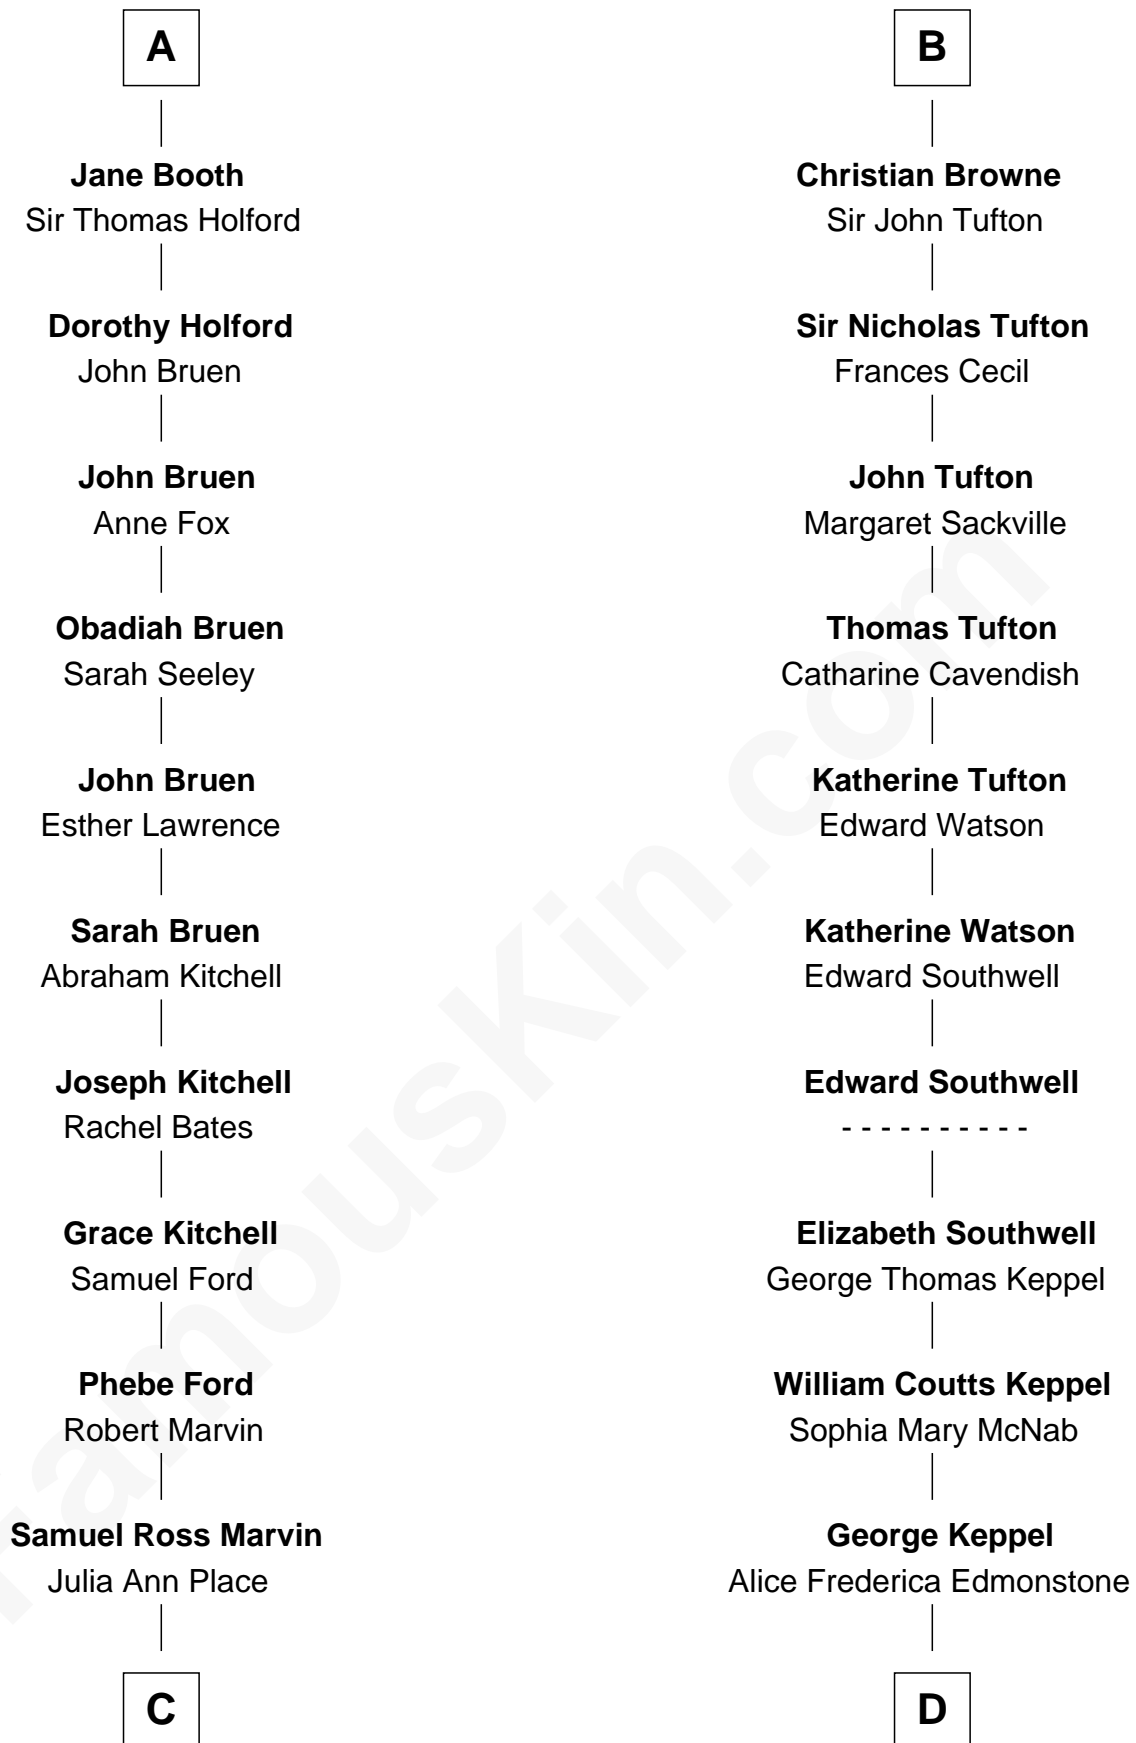 A
Jane Booth
Sir Thomas Holford
Dorothy Holford
John Bruen
John Bruen
Anne Fox
Obadiah Bruen
Sarah Seeley
John Bruen
Esther Lawrence
Sarah Bruen
Abraham Kitchell
Joseph Kitchell
Rachel Bates
Grace Kitchell
Samuel Ford
Phebe Ford
Robert Marvin
Samuel Ross Marvin
Julia Ann Place
C
B
Christian Browne
Sir John Tufton
Sir Nicholas Tufton
Frances Cecil
John Tufton
Margaret Sackville
Thomas Tufton
Catharine Cavendish
Katherine Tufton
Edward Watson
Katherine Watson
Edward Southwell
Edward Southwell
- - - - - - - - - -
Elizabeth Southwell
George Thomas Keppel
William Coutts Keppel
Sophia Mary McNab
George Keppel
Alice Frederica Edmonstone
D
FamousKin.com